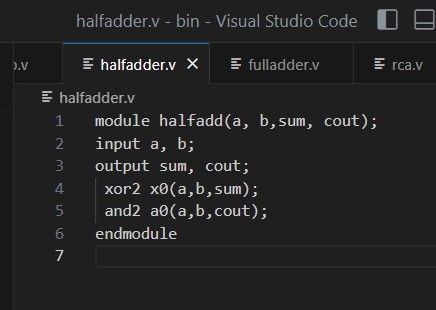 halfadder.v - bin - Visual Studio Code
.v halfadder.v fulladder.v rca.v
halfadder.v
1 module halfadd(a, b,sum, cout);
2 input a, b;
3 output sum, cout;
4 xor2 x0(a,b,sum);
5 and2 a0(a,b,cout);
6 endmodule
7